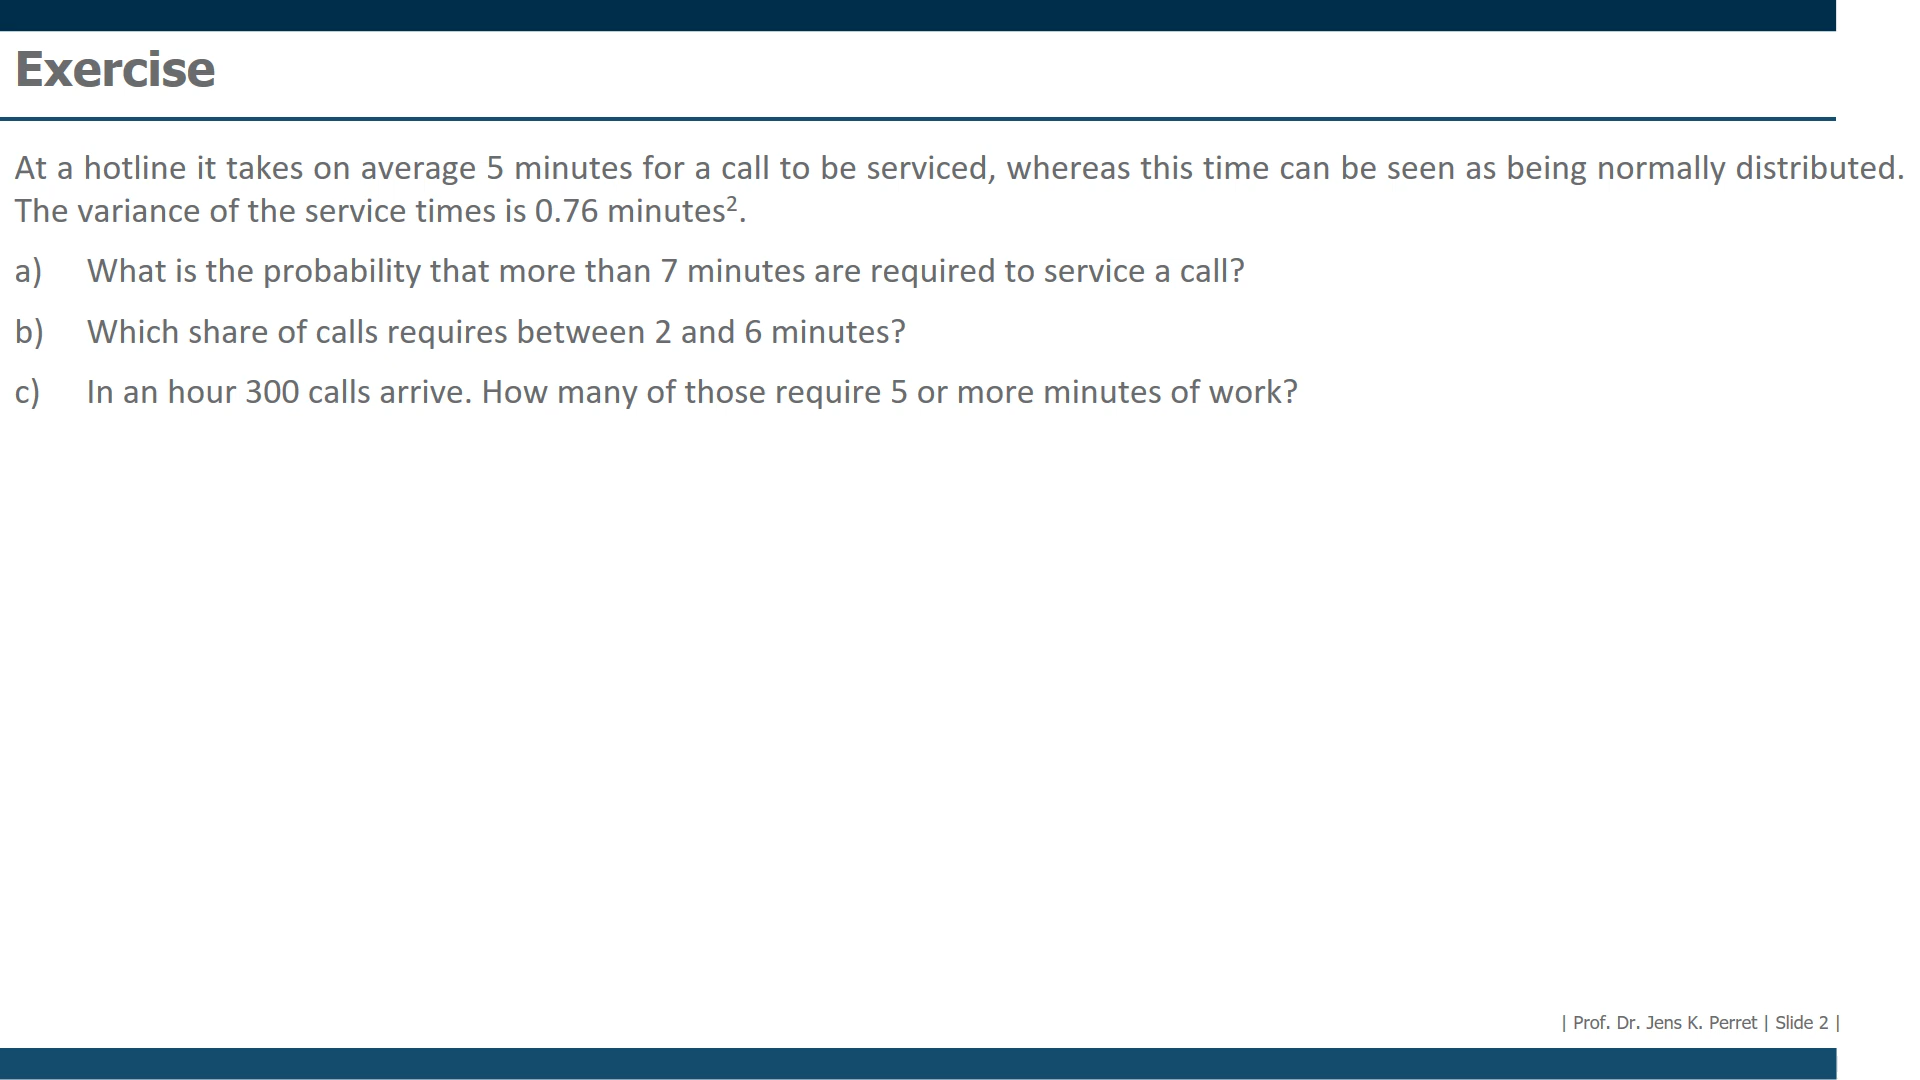 Exercise
At a hotline it takes on average 5 minutes for a call to be serviced, whereas this time can be seen as being normally distributed.
The variance of the service times is 0.76 minutes².
a) What is the probability that more than 7 minutes are required to service a call?
b) Which share of calls requires between 2 and 6 minutes?
c) In an hour 300 calls arrive. How many of those require 5 or more minutes of work?
| Prof. Dr. Jens K. Perret | Slide 2 |